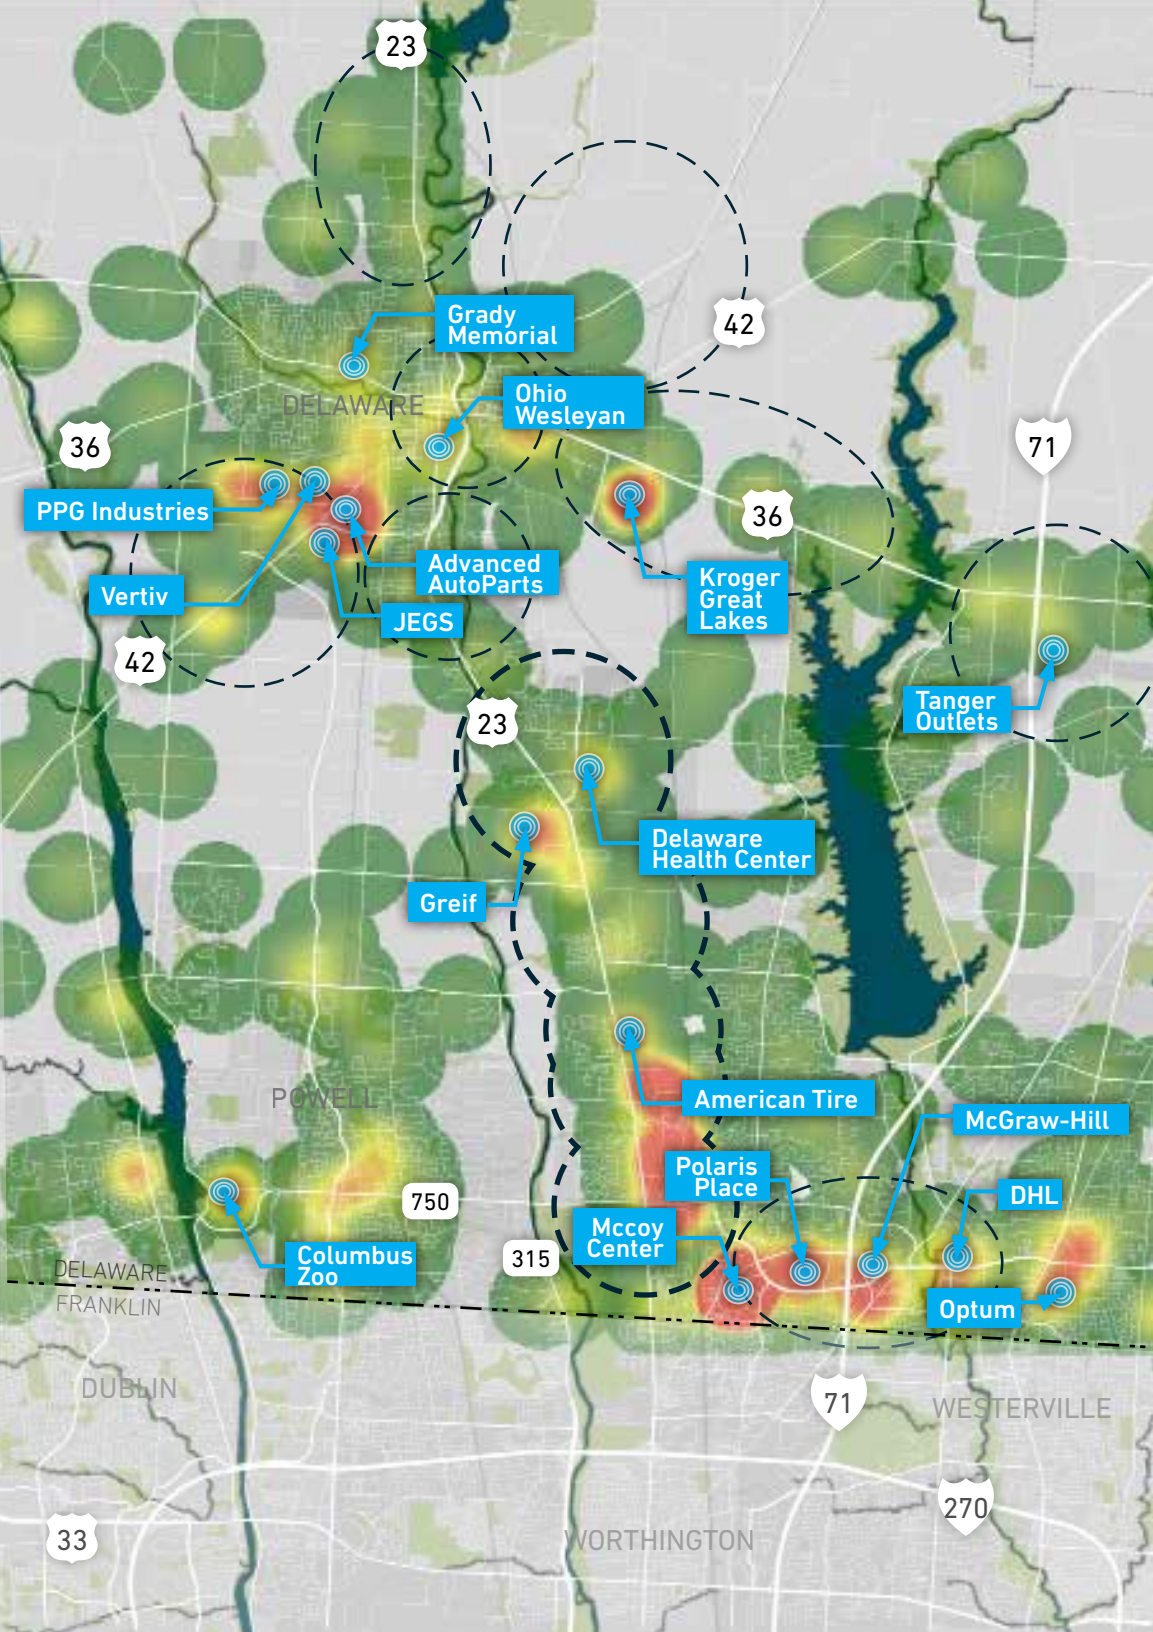 23
Grady
Memorial
42
Ohio
Wesleyan
DELAWARE
36
71
PPG Industries
36
Advanced
AutoParts
Kroger
Great
Lakes
Vertiv
JEGS
42
Tanger
Outlets
23
Delaware
Health Center
Greif
American Tire
POWELL
McGraw-Hill
Polaris
Place
DHL
750
Mccoy
Center
315
Columbus
Zoo
DELAWARE
FRANKLIN
Optum
DUBLIN
71
WESTERVILLE
270
33
WORTHINGTON